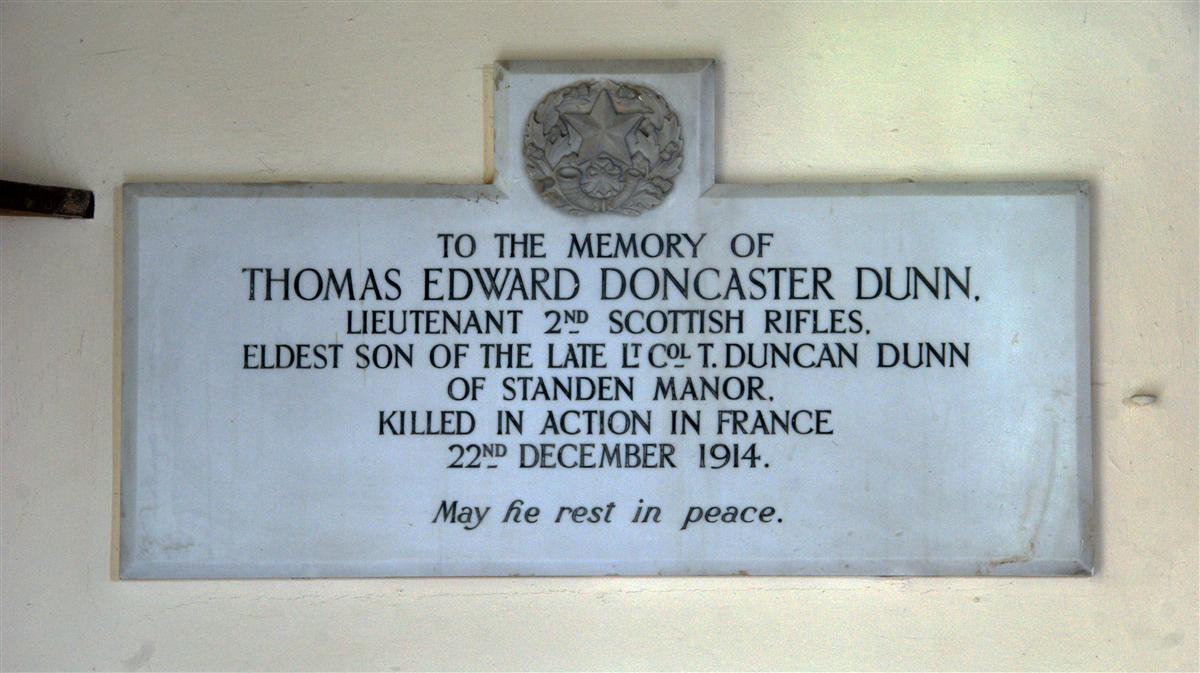 TO THE MEMORY OF
THOMAS EDWARD DONCASTER DUNN,
LIEUTENANT 2ND SCOTTISH RIFLES,
ELDEST SON OF THE LATE LT COL T. DUNCAN DUNN
OF STANDEN MANOR,
KILLED IN ACTION IN FRANCE
22ND DECEMBER 1914.
May he rest in peace.